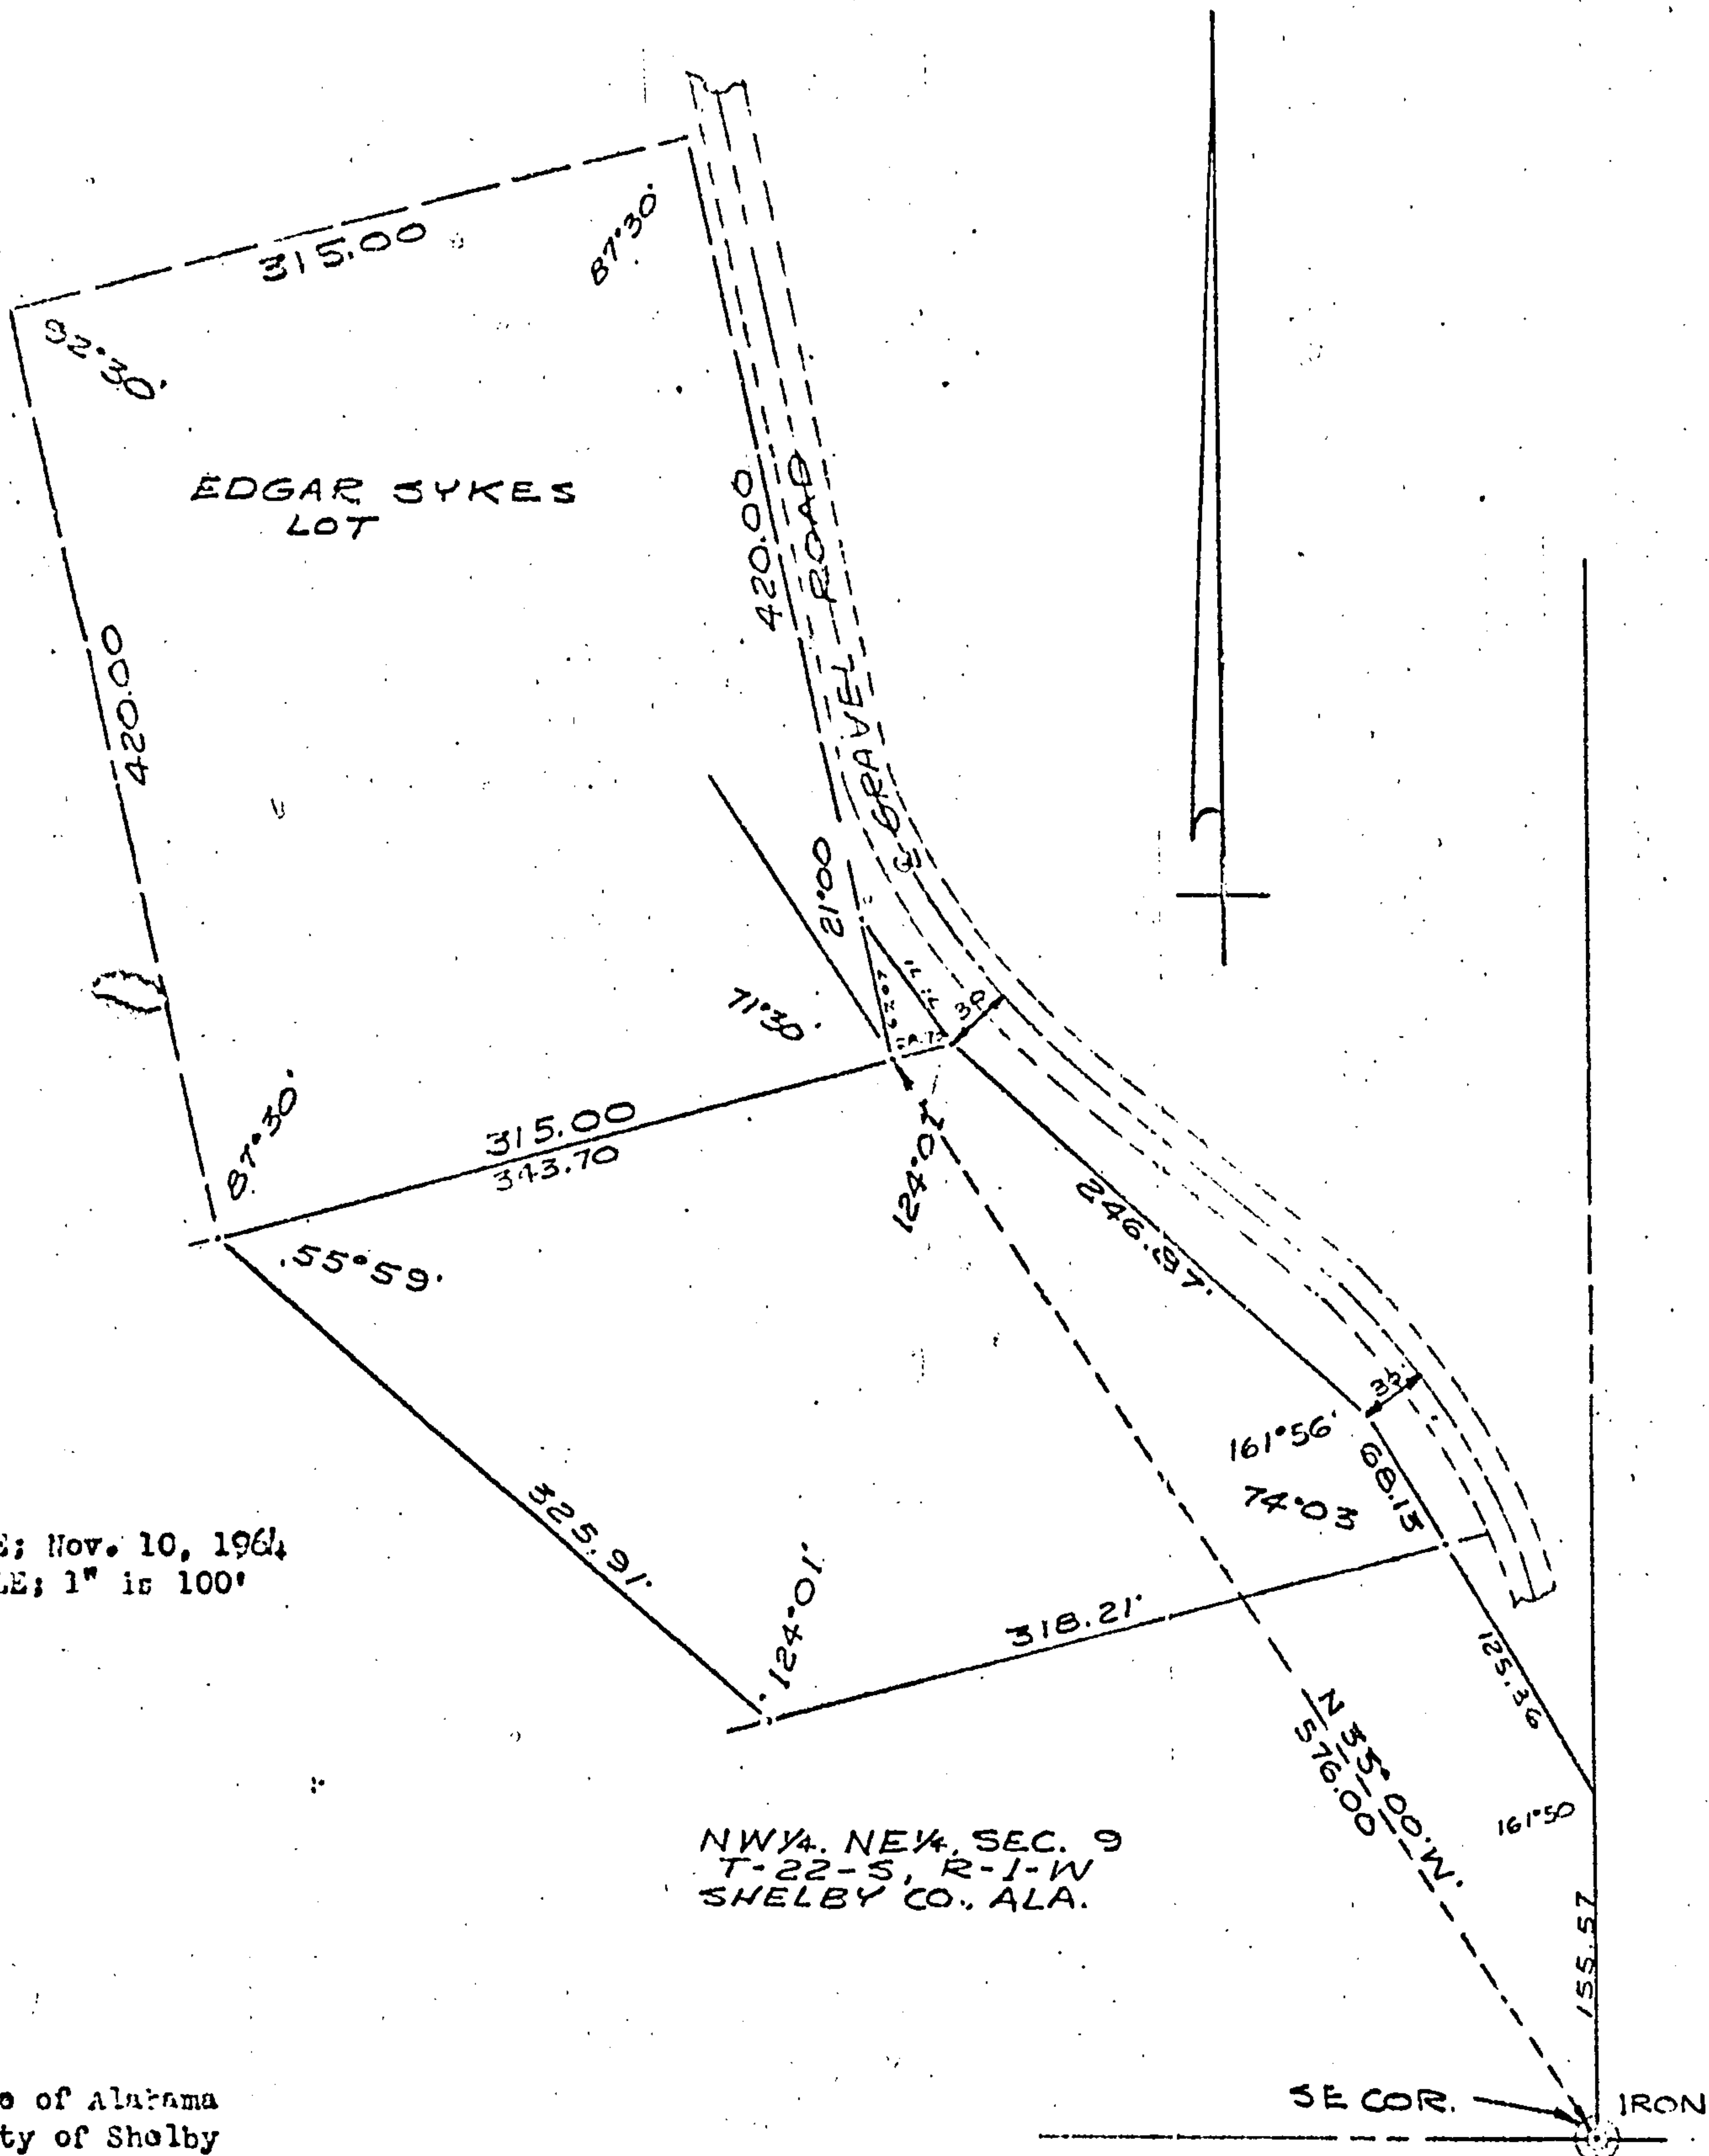 315.00
87°30'
92°30'
EDGAR SYKES
LOT
420.00
GRAVEL ROAD
420.00
21°00
71°30'
30
87°30'
315.00
343.70
124°02'
55°59'
246.97'
35'
161°56'
68.13
74°03
E; Nov. 10, 1964
LE; 1" is 100'
325.91'
124°01'
318.21'
125.36
N 35°00'W.
576.00
161°50
NW¼ NE¼, SEC. 9
T-22-S, R-1-W
SHELBY CO., ALA.
155.57
SE COR.
IRON
e of Alabama
ty of Shelby